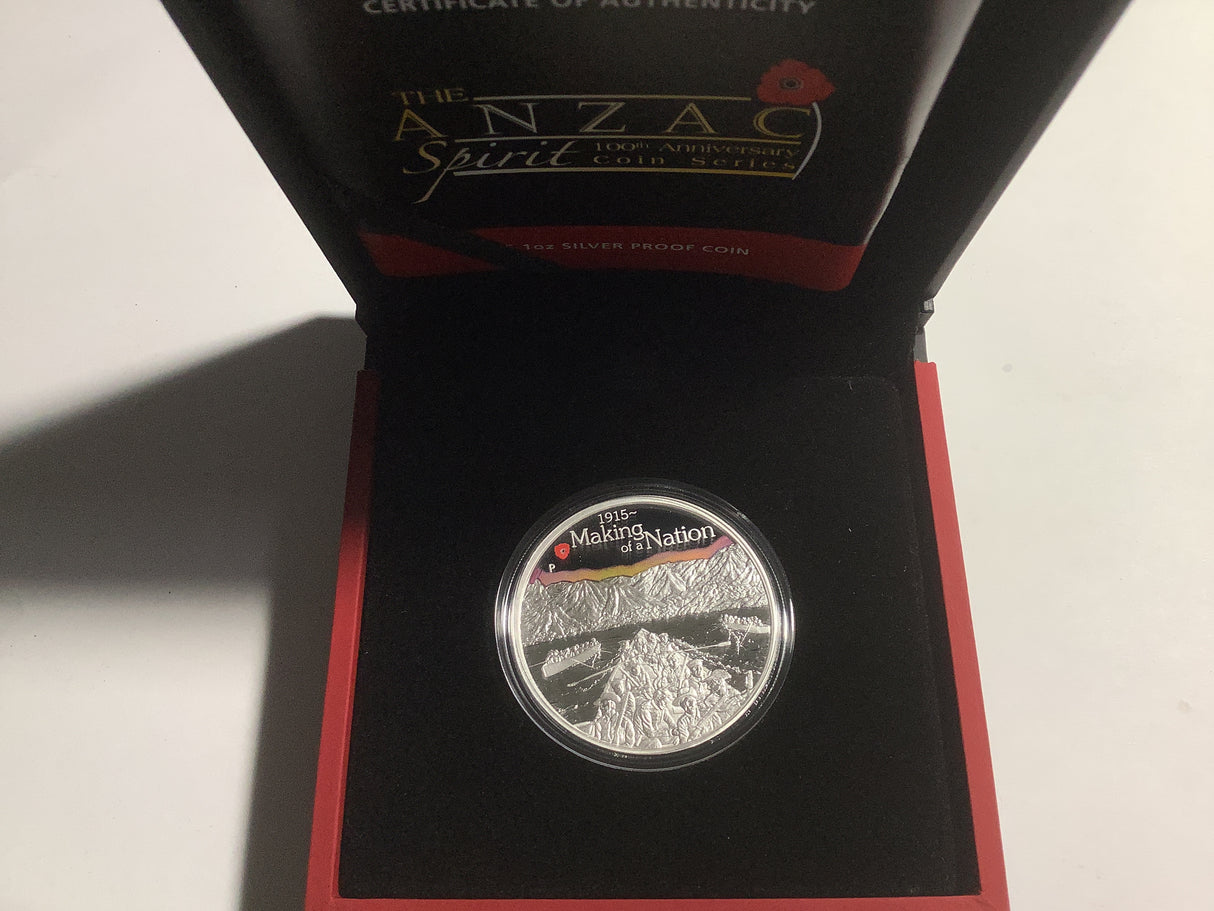 CERTIFICATE OF AUTHENTICITY
THE
ANZAC
Spirit 100th Anniversary
Coin Series
1oz SILVER PROOF COIN
1915~
Making
of a Nation
P